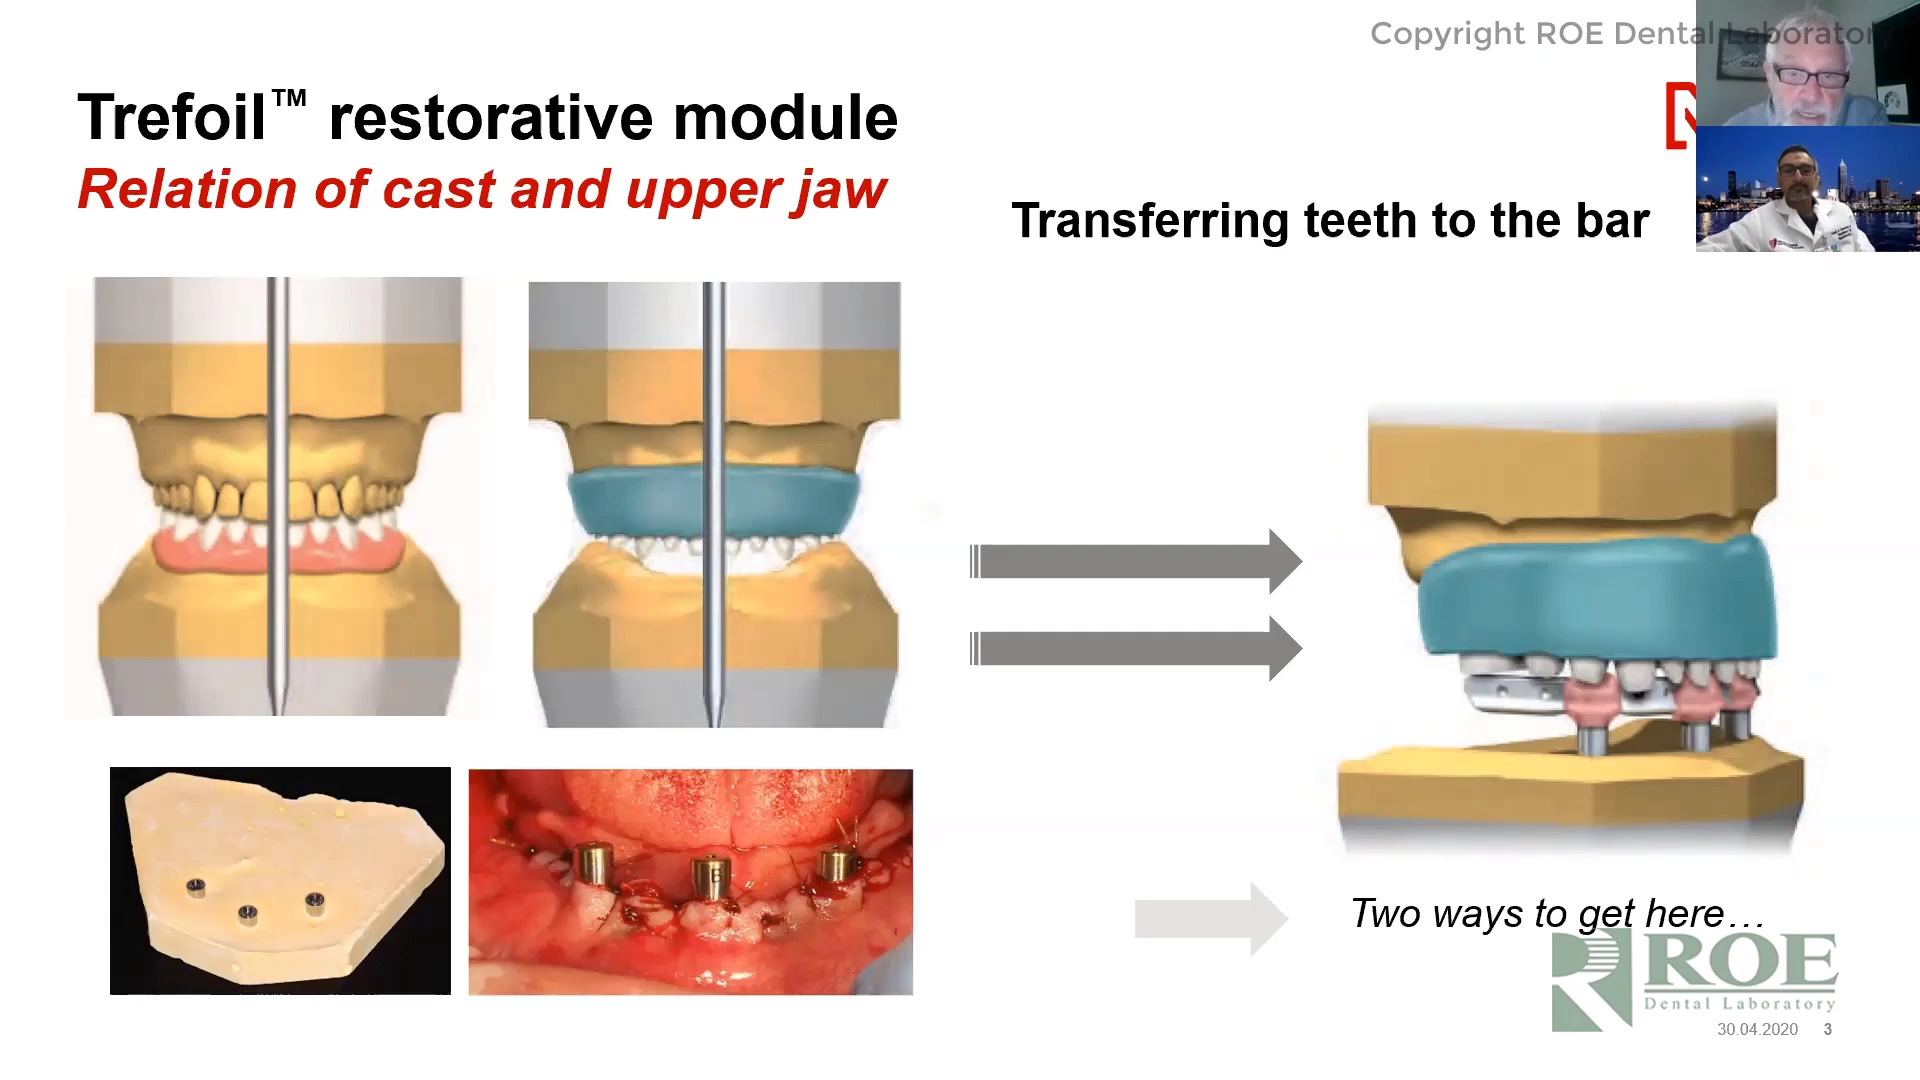 Copyright ROE Dental Laboratory
Trefoil™ restorative module
Relation of cast and upper jaw
Transferring teeth to the bar
B
Two ways to get here…
ROE
Dental Laboratory
30.04.2020 3